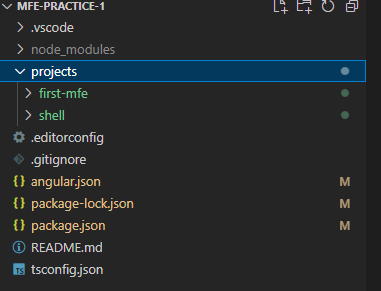 MFE-PRACTICE-1
.vscode
node_modules
projects
first-mfe
shell
.editorconfig
.gitignore
{} angular.json M
{} package-lock.json M
{} package.json M
README.md
TS tsconfig.json